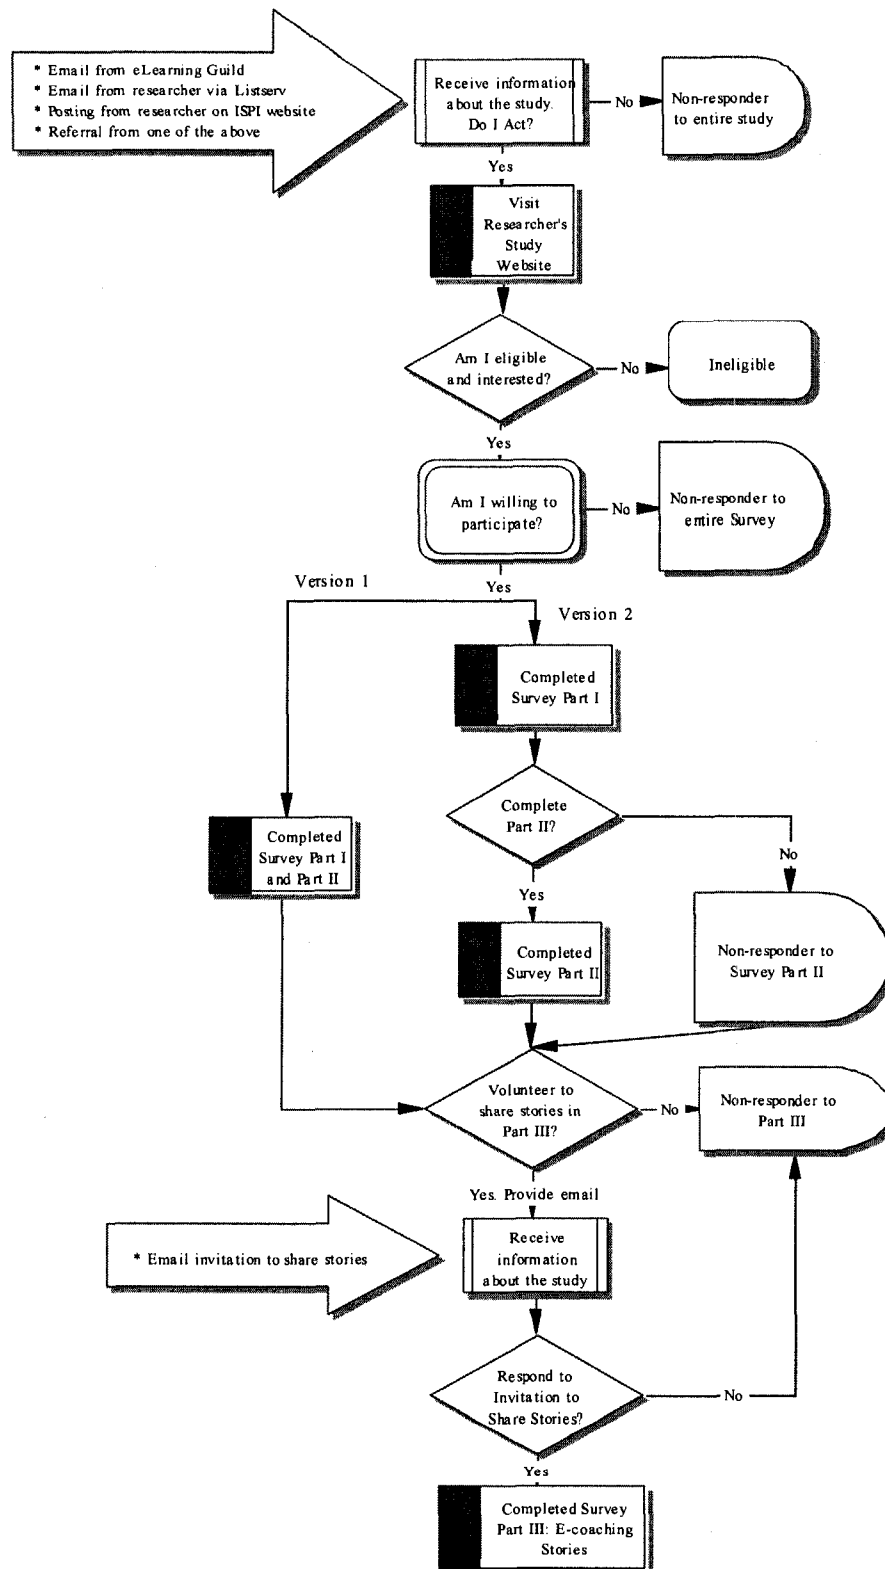 * Email from eLearning Guild
* Email from researcher via Listserv
* Posting from researcher on ISPI website
* Referral from one of the above
Receive information
about the study.
Do I Act?
No
Non-responder
to entire study
Yes
Visit
Researcher's
Study
Website
Am I eligible
and interested?
No
Ineligible
Yes
Am I willing to
participate?
No
Non-responder to
entire Survey
Yes
Version 1
Version 2
Completed
Survey Part I
Complete
Part II?
No
Completed
Survey Part I
and Part II
Yes
Completed
Survey Part II
Non-responder to
Survey Part II
Volunteer to
share stories in
Part III?
No
Non-responder to
Part III
Yes. Provide email
* Email invitation to share stories
Receive
information
about the study
Respond to
Invitation to
Share Stories?
No
Yes
Completed Survey
Part III: E-coaching
Stories